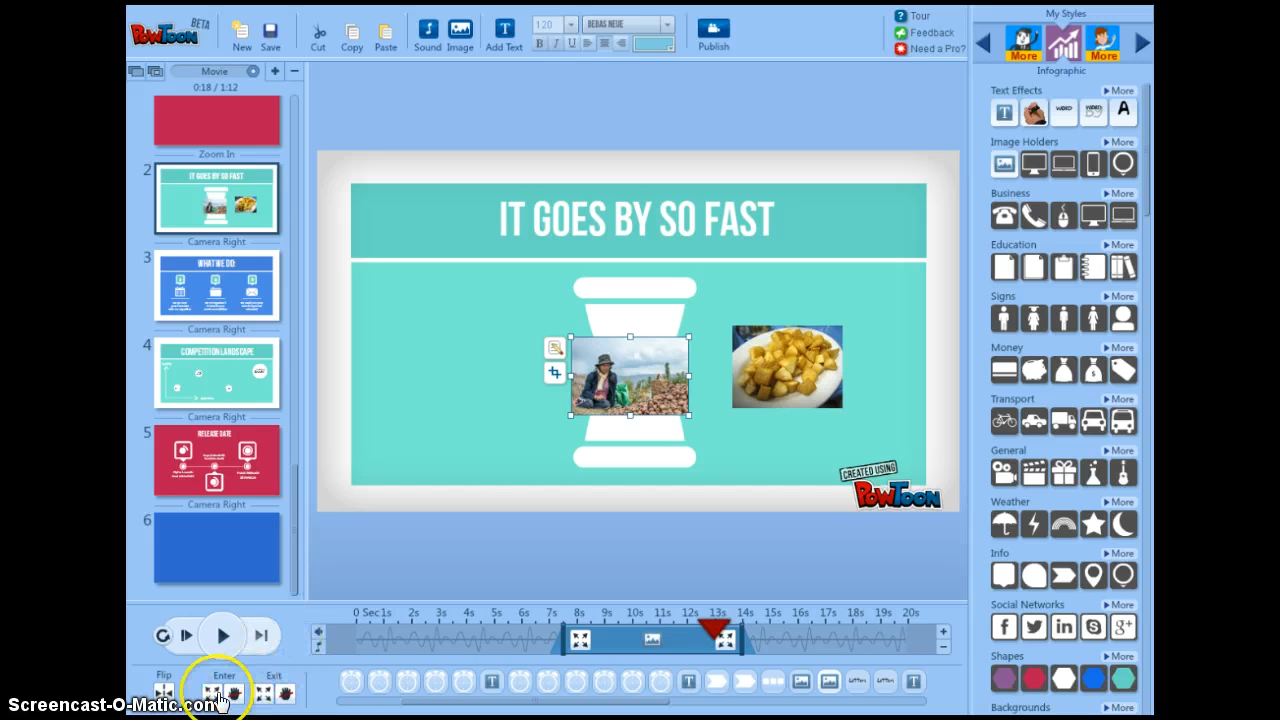 PowToon BETA
New Save Cut Copy Paste Sound Image Add Text 120 BEBAS NEUE B I U Publish
Tour
Feedback
Need a Pro?
My Styles
More More
Infographic
Movie
0:18 / 1:12
Zoom In
2
IT GOES BY SO FAST
Camera Right
3
WHAT WE DO:
Camera Right
4
COMPETITION LANDSCAPE
Camera Right
5
RELEASE DATE
Camera Right
6
IT GOES BY SO FAST
CREATED USING
PowToon
Text Effects More
T WORD A
Image Holders More
Business More
Education More
Signs More
Money More
Transport More
General More
Weather More
Info More
Social Networks More
f in S g+
Shapes More
Backgrounds More
0 Sec 1s 2s 3s 4s 5s 6s 7s 8s 9s 10s 11s 12s 13s 14s 15s 16s 17s 18s 19s 20s
Flip Enter Exit
T T T
Screencast-O-Matic.com